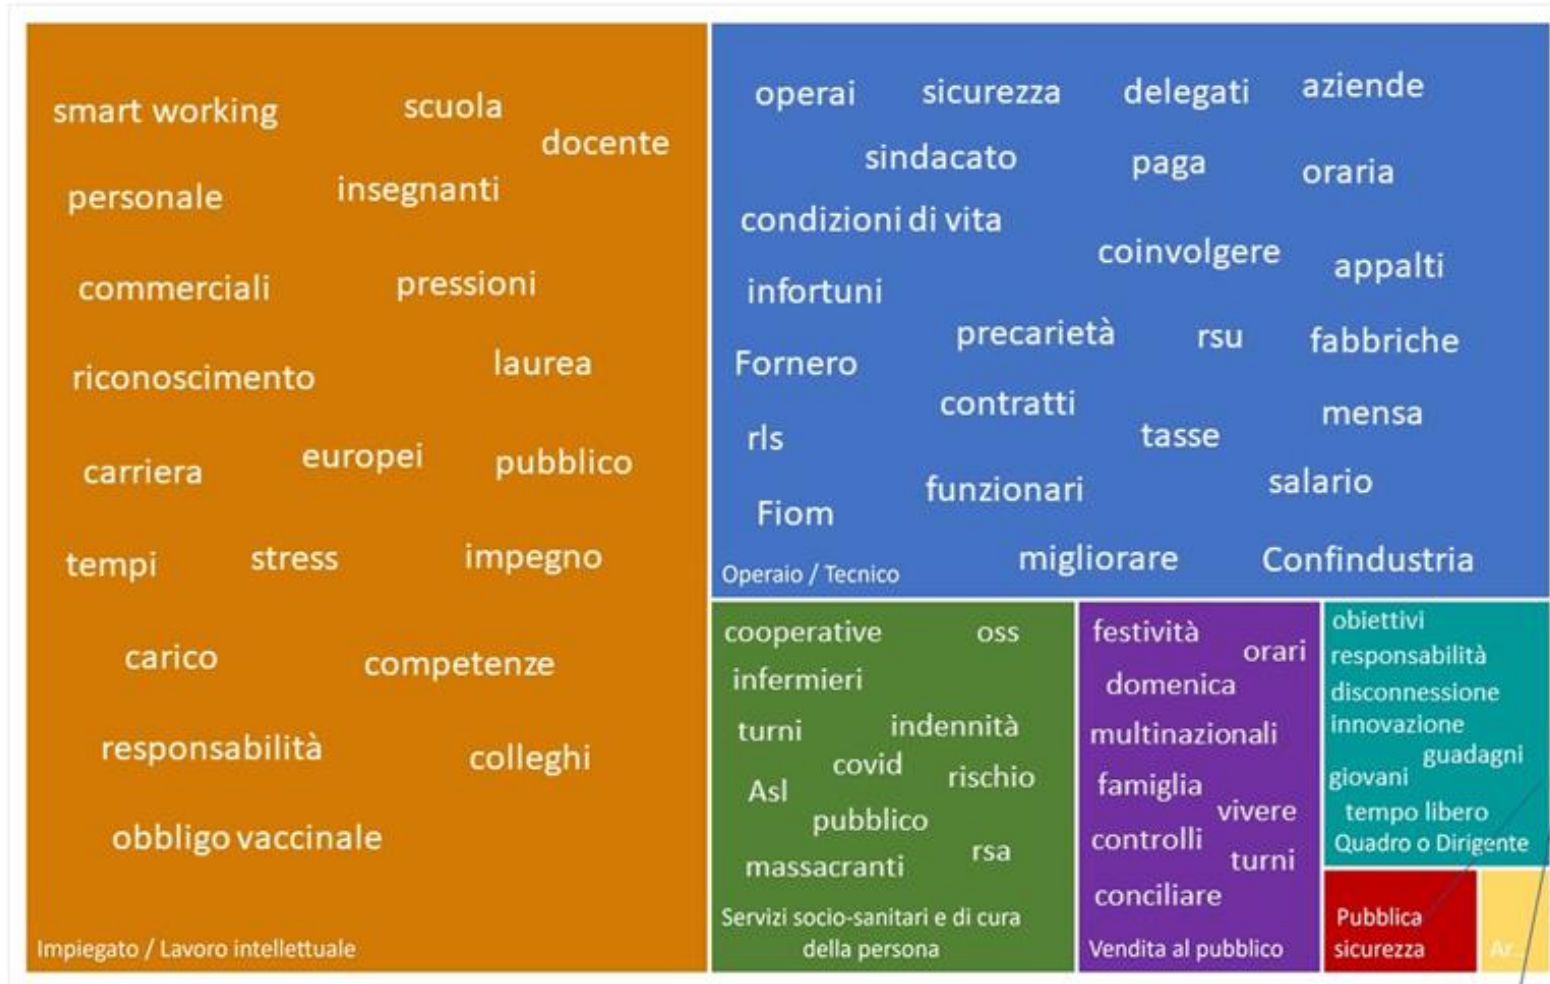 smart working
scuola
docente
personale
insegnanti
commerciali
pressioni
riconoscimento
laurea
carriera
europei
pubblico
tempi
stress
impegno
carico
competenze
responsabilità
colleghi
obbligo vaccinale
Impiegato / Lavoro intellettuale
operai
sicurezza
delegati
aziende
sindacato
paga
oraria
condizioni di vita
coinvolgere
appalti
infortuni
precarietà
rsu
fabbriche
Fornero
contratti
mensa
rls
tasse
funzionari
salario
Fiom
migliorare
Confindustria
Operaio / Tecnico
cooperative
oss
infermieri
turni
indennità
covid
rischio
Asl
pubblico
massacranti
rsa
Servizi socio-sanitari e di cura
della persona
festività
orari
domenica
multinazionali
famiglia
vivere
controlli
turni
conciliare
Vendita al pubblico
obiettivi
responsabilità
disconnessione
innovazione
guadagni
giovani
tempo libero
Quadro o Dirigente
Pubblica
sicurezza
Ar...